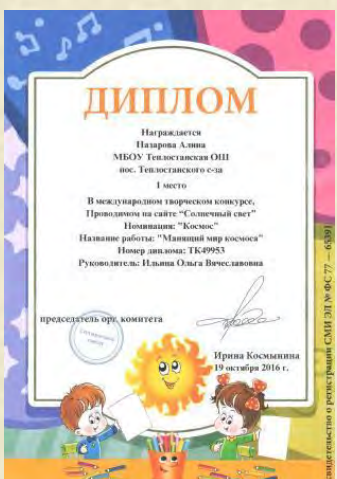 ДИПЛОМ
Награждается
Назарова Алина
МБОУ Теплостанская ОШ
пос. Теплостанского с-за
1 место
В международном творческом конкурсе,
Проводимом на сайте "Солнечный свет"
Номинация: "Космос"
Название работы: "Манящий мир космоса"
Номер диплома: ТК49953
Руководитель: Ильина Ольга Вячеславовна
председатель орг. комитета
Ирина Космынина
19 октября 2016 г.
свидетельство о регистрации СМИ ЭЛ № ФС 77 — 65391